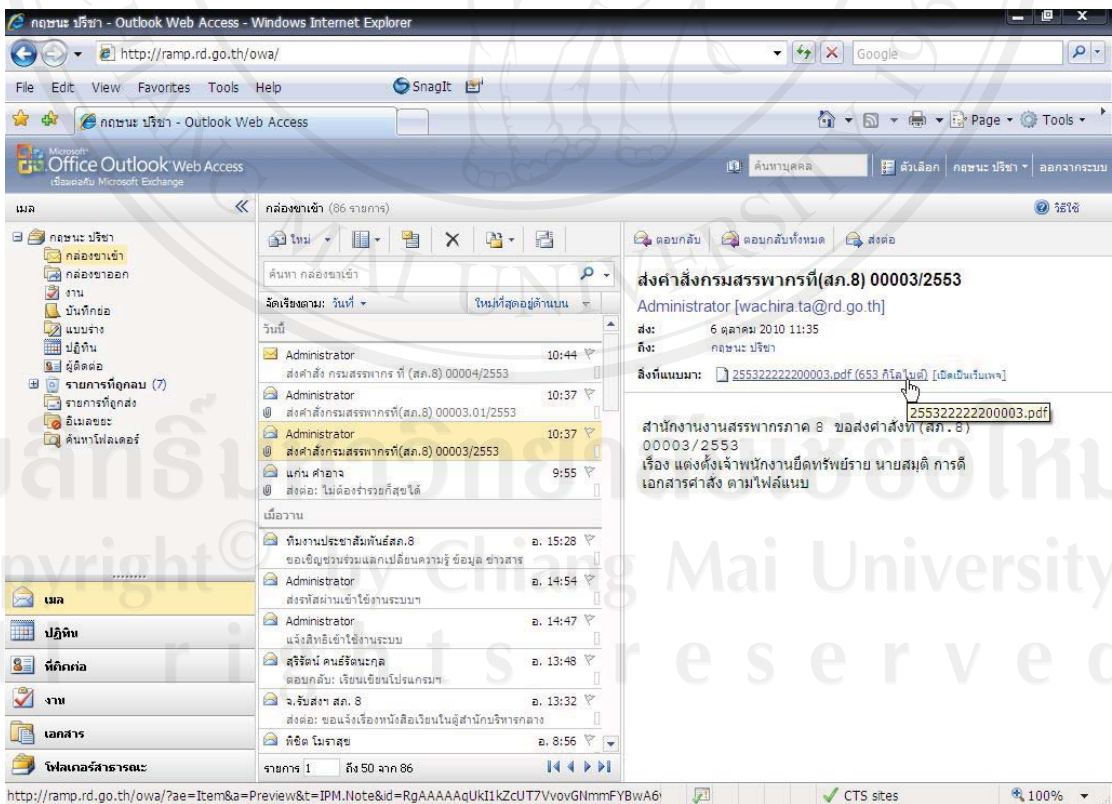 กฤษนะ ปรีชา - Outlook Web Access - Windows Internet Explorer
http://ramp.rd.go.th/owa/
Google
File Edit View Favorites Tools Help
SnagIt
กฤษนะ ปรีชา - Outlook Web Access
Page Tools
Microsoft
Office Outlook Web Access
เชื่อมต่อกับ Microsoft Exchange
ค้นหาบุคคล
ตัวเลือก
กฤษนะ ปรีชา
ออกจากระบบ
เมล
กล่องขาเข้า (86 รายการ)
วิธีใช้
กฤษนะ ปรีชา
กล่องขาเข้า
กล่องขาออก
งาน
บันทึกย่อ
แบบร่าง
ปฏิทิน
ผู้ติดต่อ
รายการที่ถูกลบ (7)
รายการที่ถูกส่ง
อีเมลขยะ
ค้นหาโฟลเดอร์
เมล
ปฏิทิน
ที่ติดต่อ
งาน
เอกสาร
โฟลเดอร์สาธารณะ
ใหม่
ค้นหา กล่องขาเข้า
จัดเรียงตาม: วันที่
ใหม่ที่สุดอยู่ด้านบน
วันนี้
Administrator 10:44
ส่งคำสั่ง กรมสรรพากร ที่ (สภ.8) 00004/2553
Administrator 10:37
ส่งคำสั่งกรมสรรพากรที่(สภ.8) 00003.01/2553
Administrator 10:37
ส่งคำสั่งกรมสรรพากรที่(สภ.8) 00003/2553
แก่น คำอาจ 9:55
ส่งต่อ: ไม่ต้องร่ำรวยก็สุขได้
เมื่อวาน
ทีมงานประชาสัมพันธ์สภ.8 อ. 15:28
ขอเชิญชวนร่วมแลกเปลี่ยนความรู้ ข้อมูล ข่าวสาร
Administrator อ. 14:54
ส่งรหัสผ่านเข้าใช้งานระบบฯ
Administrator อ. 14:47
แจ้งสิทธิเข้าใช้งานระบบ
สุรีรัตน์ คนธ์รัตนะกุล อ. 13:48
ตอบกลับ: เรียนเขียนโปรแกรมฯ
จ.รับส่งฯ สภ. 8 อ. 13:32
ส่งต่อ: ขอแจ้งเรื่องหนังสือเวียนในตู้สำนักบริหารกลาง
พิชิต โมราสุข อ. 8:56
รายการ 1 ถึง 50 จาก 86
ตอบกลับ ตอบกลับทั้งหมด ส่งต่อ
ส่งคำสั่งกรมสรรพากรที่(สภ.8) 00003/2553
Administrator [wachira.ta@rd.go.th]
ส่ง: 6 ตุลาคม 2010 11:35
ถึง: กฤษนะ ปรีชา
สิ่งที่แนบมา: 255322222200003.pdf (653 กิโลไบต์) [เปิดเป็นเว็บเพจ]
255322222200003.pdf
สำนักงานสรรพากรภาค 8 ขอส่งคำสั่งที่ (สภ.8)
00003/2553
เรื่อง แต่งตั้งเจ้าพนักงานยึดทรัพย์ราย นายสมุติ การดี
เอกสารคำสั่ง ตามไฟล์แนบ
CTS sites
100%
Chiang Mai University